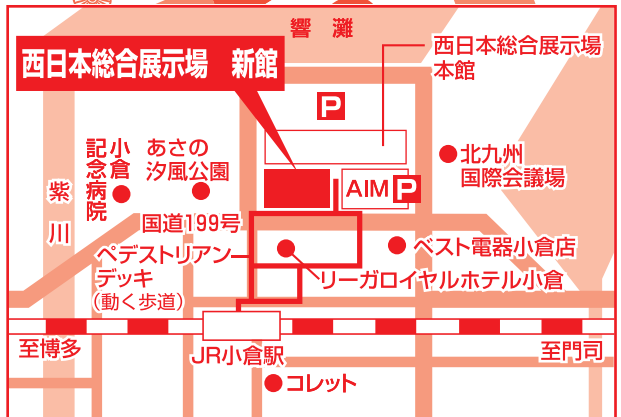 響灘
西日本総合展示場 新館
西日本総合展示場
本館
P
小倉
記念病院
あさの
汐風公園
北九州
国際会議場
AIM P
紫川
国道199号
ペデストリアン
デッキ
(動く歩道)
ベスト電器小倉店
リーガロイヤルホテル小倉
至博多
JR小倉駅
至門司
コレット